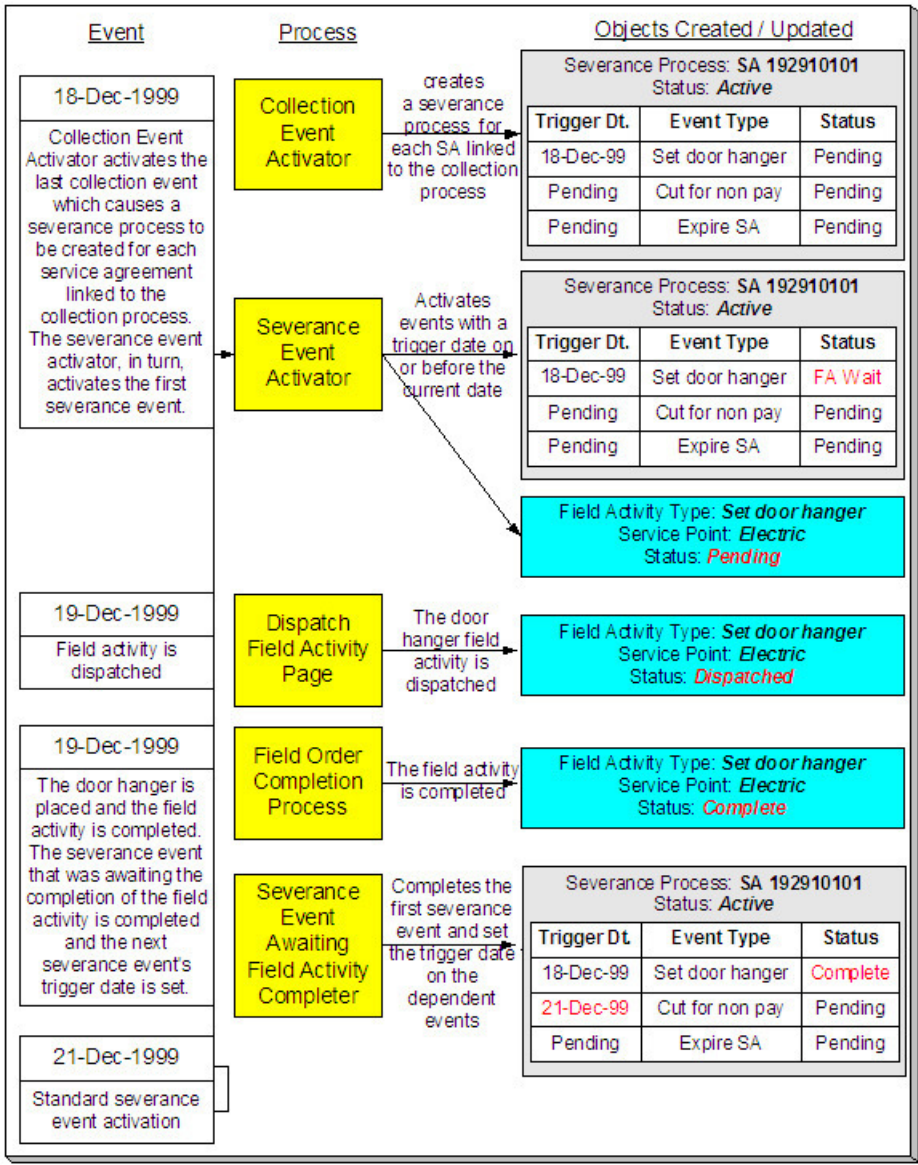 Event
Process
Objects Created / Updated
18-Dec-1999
Collection Event
Activator activates the
last collection event
which causes a
severance process to
be created for each
service agreement
linked to the
collection process.
The severance event
activator, in turn,
activates the first
severance event.
Collection
Event
Activator
creates
a severance
process for
each SA linked
to the collection
process
Severance Process: SA 192910101
Status: Active
Trigger Dt. Event Type Status
18-Dec-99 Set door hanger Pending
Pending Cut for non pay Pending
Pending Expire SA Pending
Severance
Event
Activator
Activates
events with a
trigger date on
or before the
current date
Severance Process: SA 192910101
Status: Active
Trigger Dt. Event Type Status
18-Dec-99 Set door hanger FA Wait
Pending Cut for non pay Pending
Pending Expire SA Pending
Field Activity Type: Set door hanger
Service Point: Electric
Status: Pending
19-Dec-1999
Field activity is
dispatched
Dispatch
Field Activity
Page
The door
hanger field
activity is
dispatched
Field Activity Type: Set door hanger
Service Point: Electric
Status: Dispatched
19-Dec-1999
The door hanger is
placed and the field
activity is completed.
The severance event
that was awaiting the
completion of the field
activity is completed
and the next
severance event's
trigger date is set.
Field Order
Completion
Process
The field activity
is completed
Field Activity Type: Set door hanger
Service Point: Electric
Status: Complete
Severance
Event
Awaiting
Field Activity
Completer
Completes the
first severance
event and set
the trigger date
on the
dependent
events
Severance Process: SA 192910101
Status: Active
Trigger Dt. Event Type Status
18-Dec-99 Set door hanger Complete
21-Dec-99 Cut for non pay Pending
Pending Expire SA Pending
21-Dec-1999
Standard severance
event activation